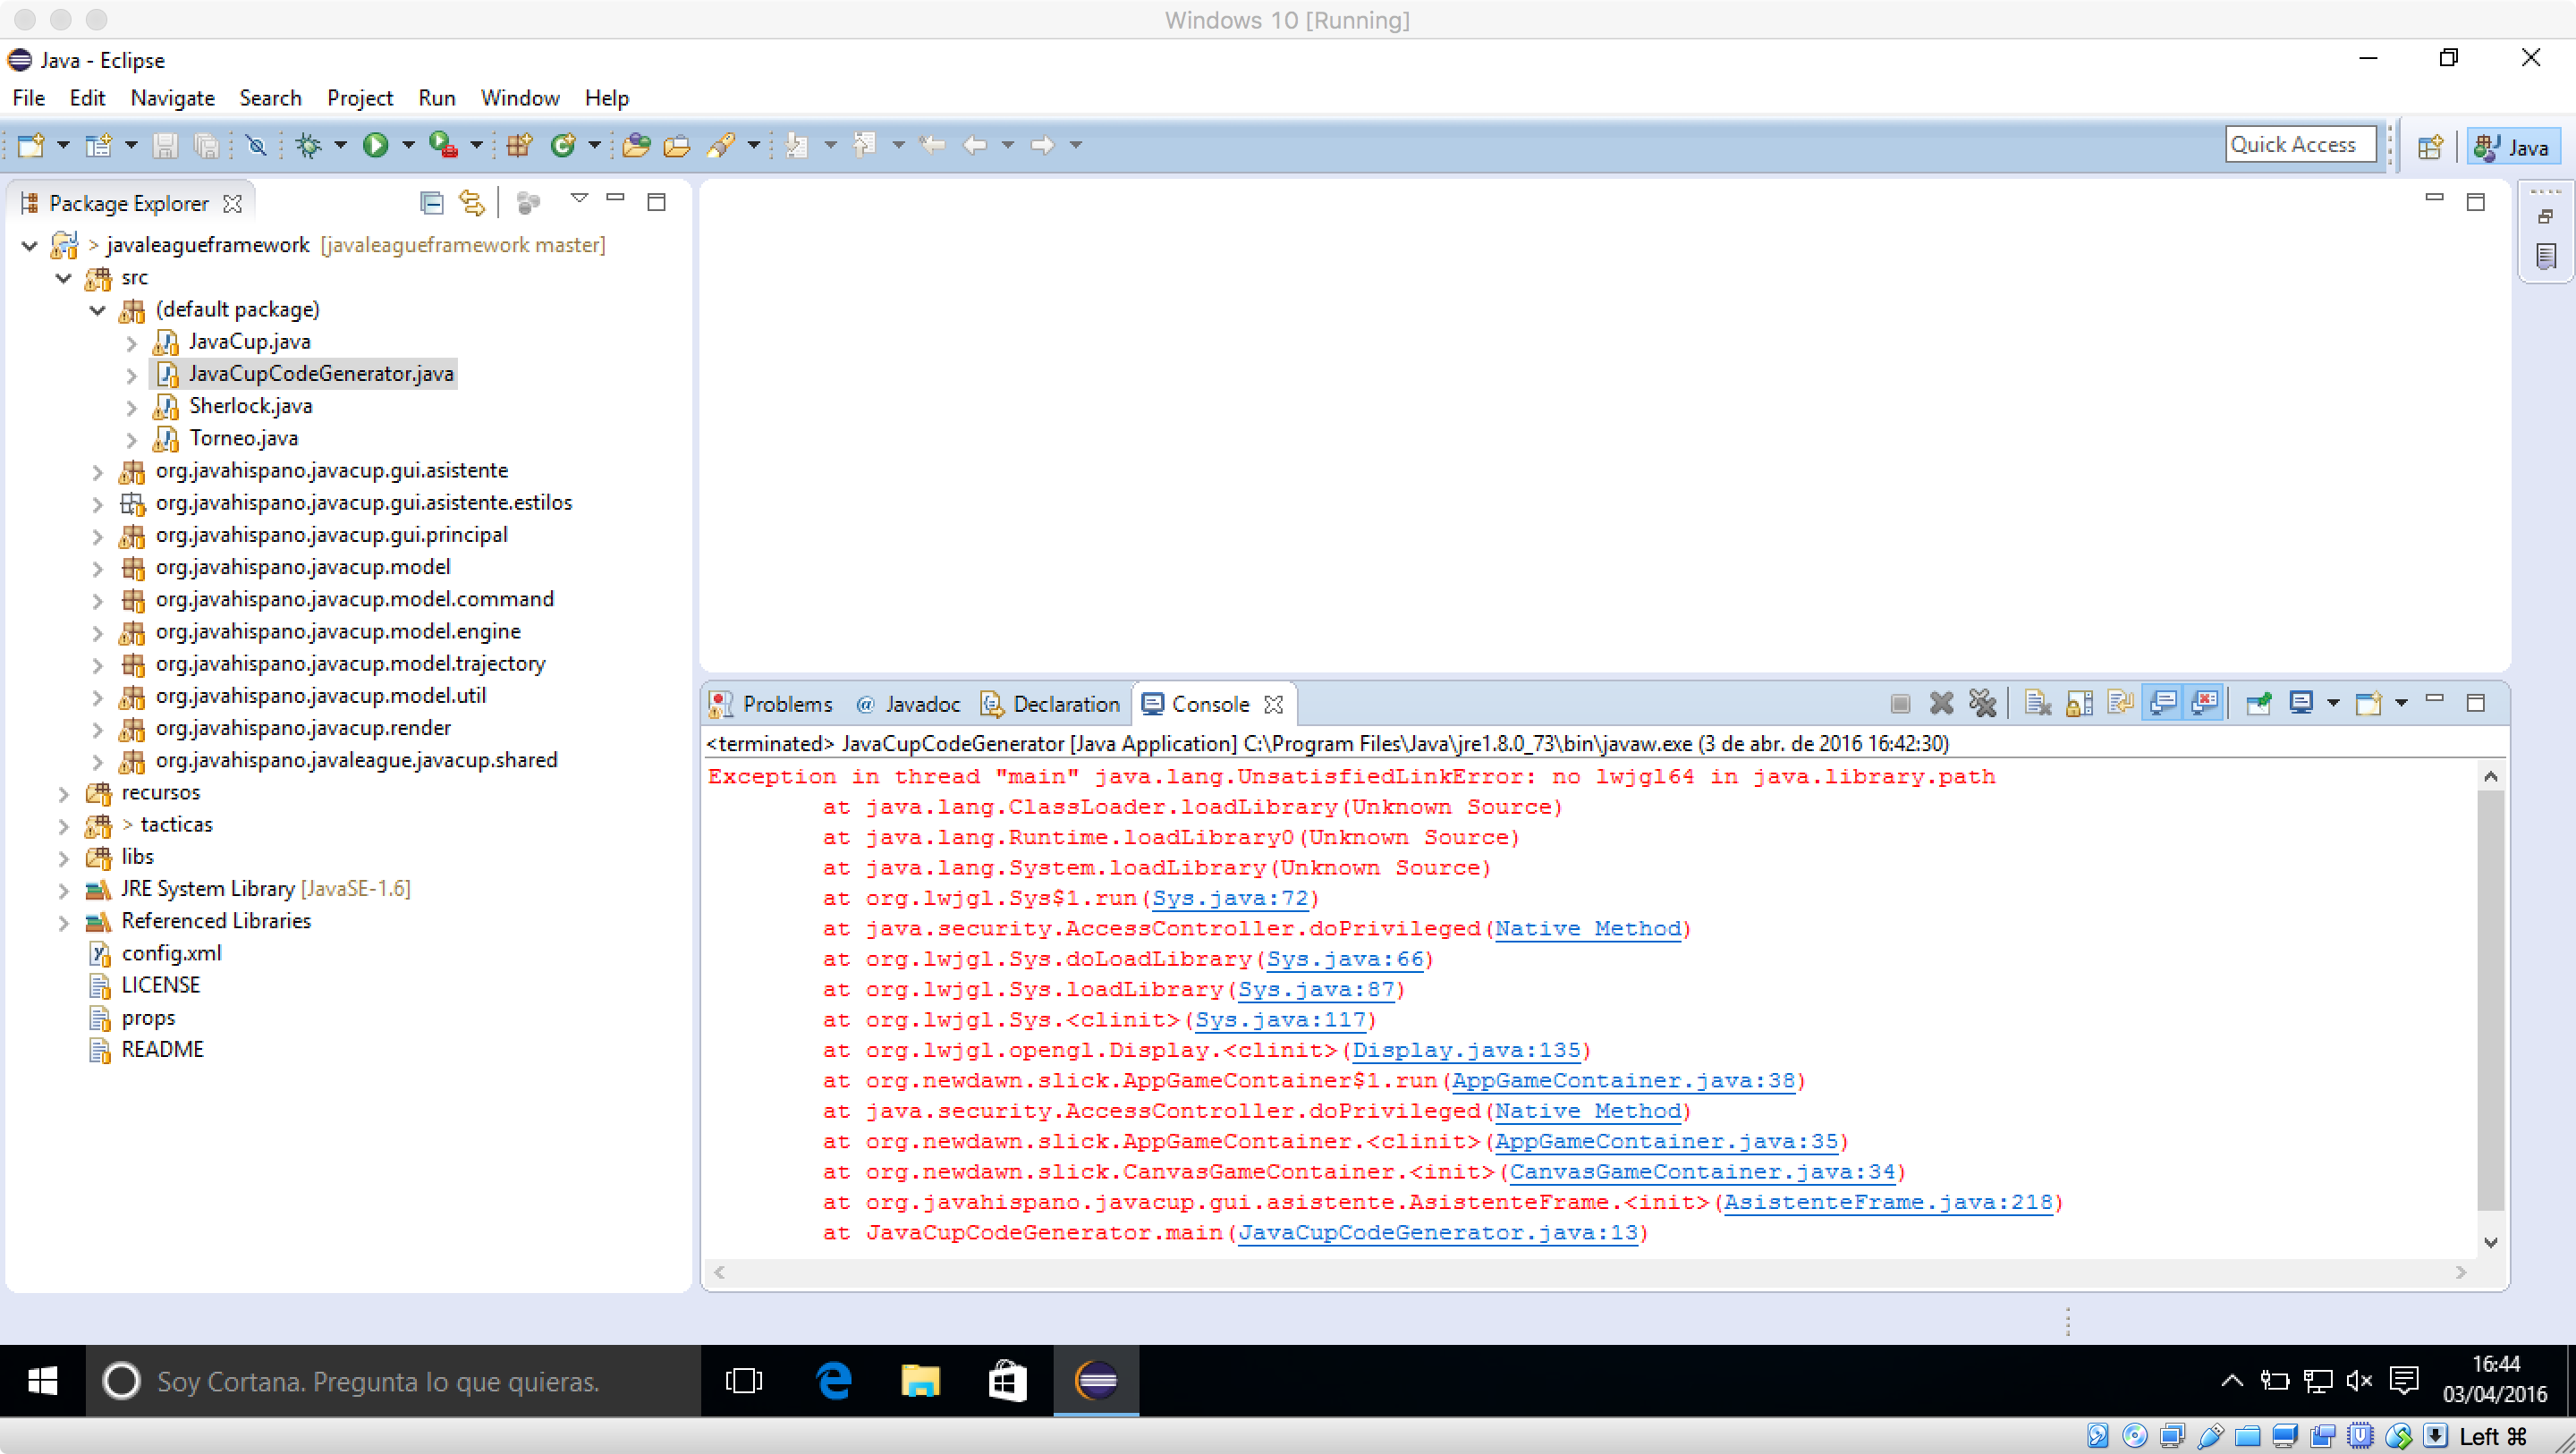 Windows 10 [Running]
Java - Eclipse
File Edit Navigate Search Project Run Window Help
Quick Access
Java
Package Explorer
> javaleagueframework [javaleagueframework master]
src
(default package)
JavaCup.java
JavaCupCodeGenerator.java
Sherlock.java
Torneo.java
org.javahispano.javacup.gui.asistente
org.javahispano.javacup.gui.asistente.estilos
org.javahispano.javacup.gui.principal
org.javahispano.javacup.model
org.javahispano.javacup.model.command
org.javahispano.javacup.model.engine
org.javahispano.javacup.model.trajectory
org.javahispano.javacup.model.util
org.javahispano.javacup.render
org.javahispano.javaleague.javacup.shared
recursos
> tacticas
libs
JRE System Library [JavaSE-1.6]
Referenced Libraries
config.xml
LICENSE
props
README
Problems @ Javadoc Declaration Console
<terminated> JavaCupCodeGenerator [Java Application] C:\Program Files\Java\jre1.8.0_73\bin\javaw.exe (3 de abr. de 2016 16:42:30)
Exception in thread "main" java.lang.UnsatisfiedLinkError: no lwjgl64 in java.library.path
at java.lang.ClassLoader.loadLibrary(Unknown Source)
at java.lang.Runtime.loadLibrary0(Unknown Source)
at java.lang.System.loadLibrary(Unknown Source)
at org.lwjgl.Sys$1.run(Sys.java:72)
at java.security.AccessController.doPrivileged(Native Method)
at org.lwjgl.Sys.doLoadLibrary(Sys.java:66)
at org.lwjgl.Sys.loadLibrary(Sys.java:87)
at org.lwjgl.Sys.<clinit>(Sys.java:117)
at org.lwjgl.opengl.Display.<clinit>(Display.java:135)
at org.newdawn.slick.AppGameContainer$1.run(AppGameContainer.java:38)
at java.security.AccessController.doPrivileged(Native Method)
at org.newdawn.slick.AppGameContainer.<clinit>(AppGameContainer.java:35)
at org.newdawn.slick.CanvasGameContainer.<init>(CanvasGameContainer.java:34)
at org.javahispano.javacup.gui.asistente.AsistenteFrame.<init>(AsistenteFrame.java:218)
at JavaCupCodeGenerator.main(JavaCupCodeGenerator.java:13)
Soy Cortana. Pregunta lo que quieras.
16:44
03/04/2016
Left ⌘